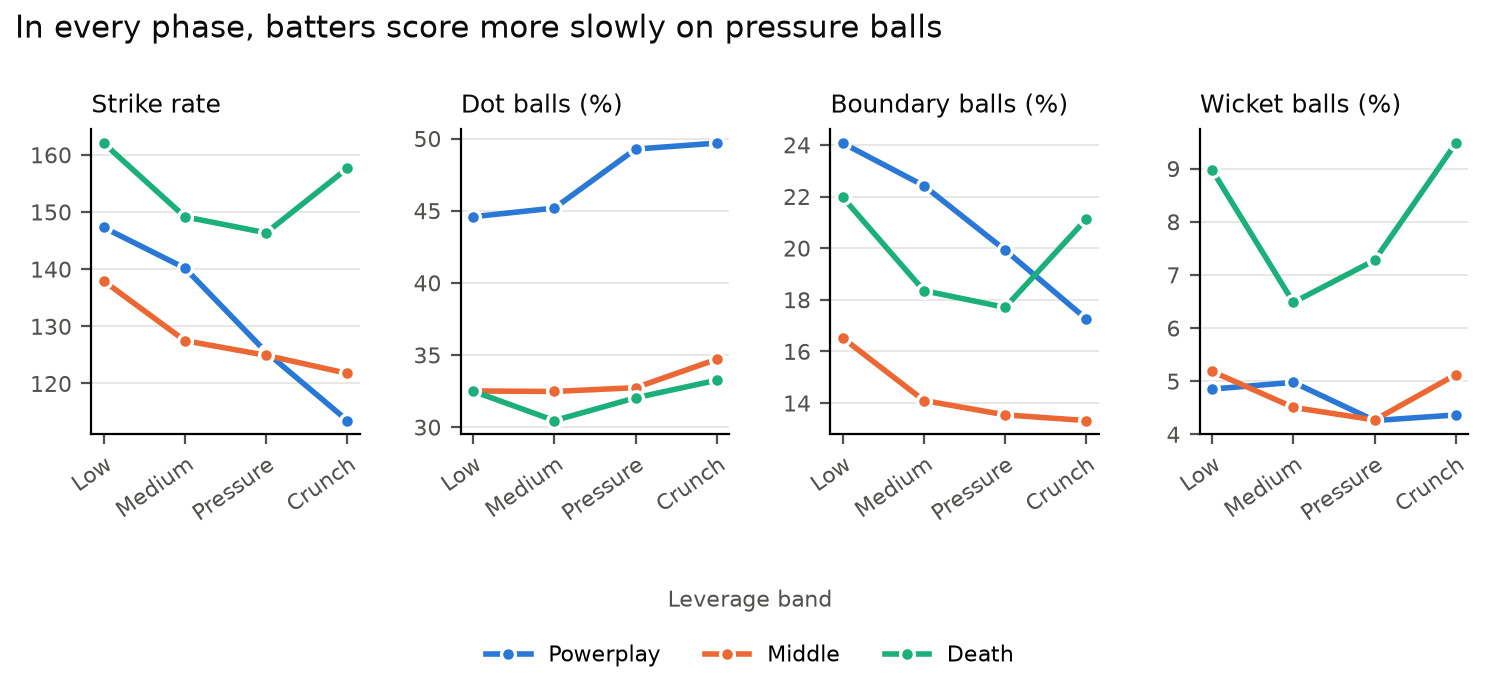 In every phase, batters score more slowly on pressure balls
Strike rate
160
150
140
130
120
Low
Medium
Pressure
Crunch
Dot balls (%)
50
45
40
35
30
Low
Medium
Pressure
Crunch
Boundary balls (%)
24
22
20
18
16
14
Low
Medium
Pressure
Crunch
Wicket balls (%)
9
8
7
6
5
4
Low
Medium
Pressure
Crunch
Leverage band
Powerplay
Middle
Death